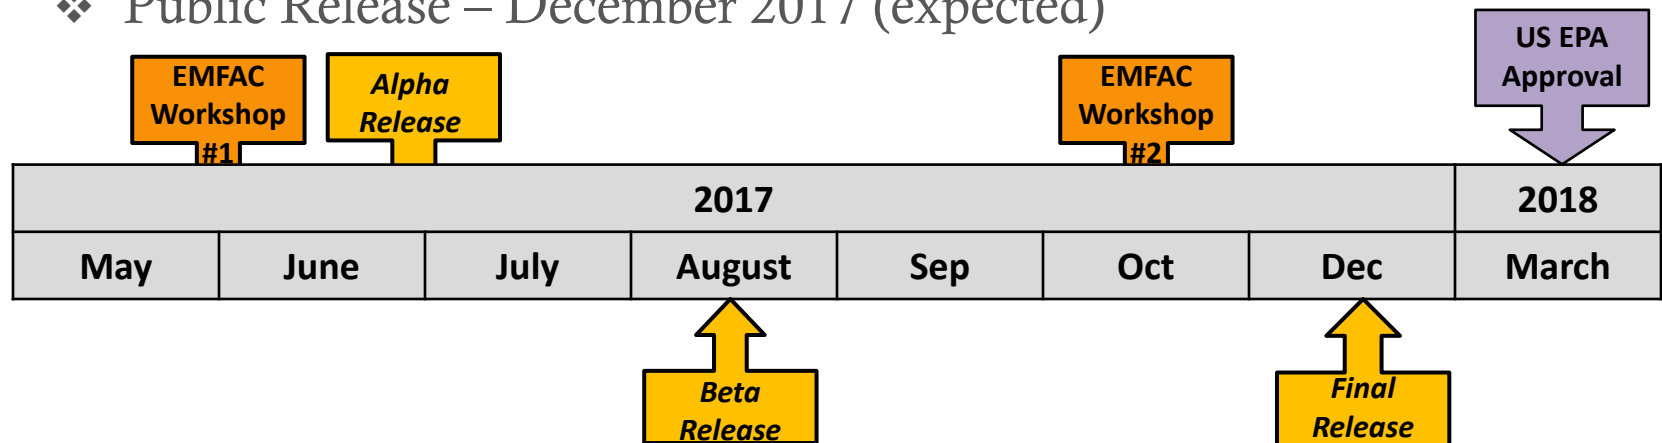 ❖ Public Release – December 2017 (expected)
US EPA
Approval
EMFAC
Workshop
#1
Alpha
Release
EMFAC
Workshop
#2
2017 2018
May June July August Sep Oct Dec March
Beta
Release
Final
Release